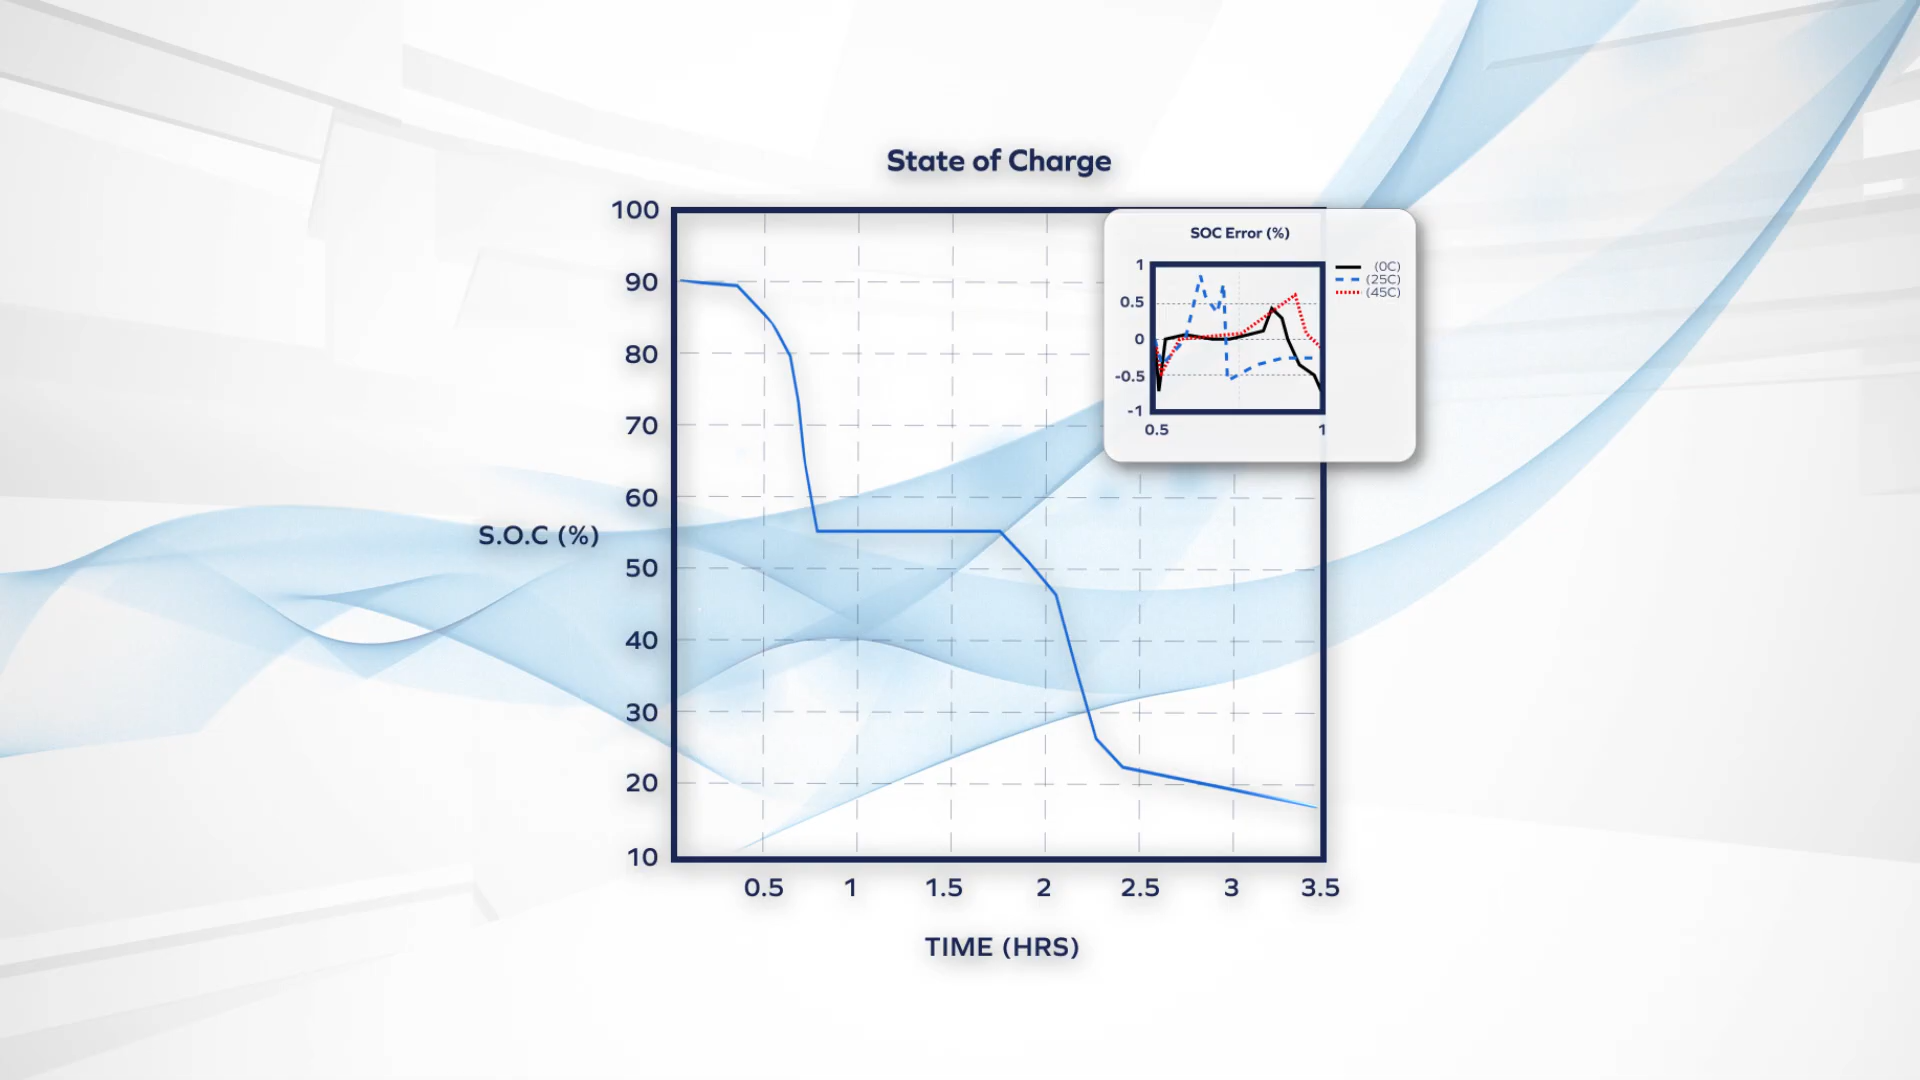 State of Charge
100
90
80
70
60
50
40
30
20
10
S.O.C (%)
0.5 1 1.5 2 2.5 3 3.5
TIME (HRS)
SOC Error (%)
1
0.5
0
-0.5
-1
0.5 1
(0C)
(25C)
(45C)